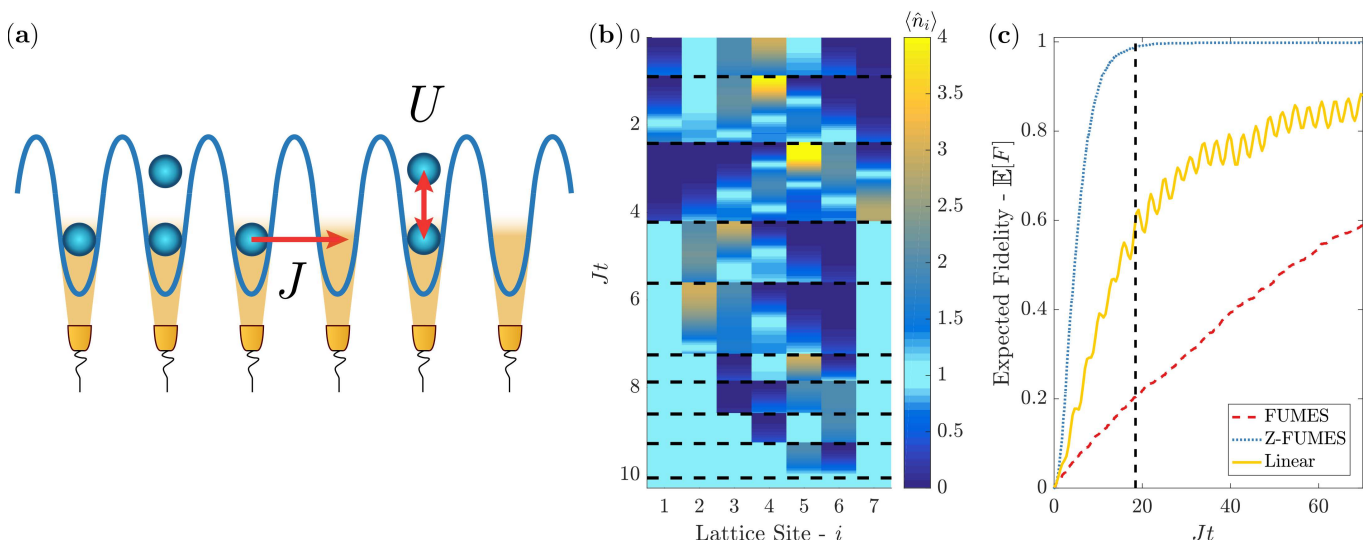 (a)
U
J
(b)
⟨n̂ᵢ⟩
0
2
4
6
8
10
Jt
1 2 3 4 5 6 7
Lattice Site - i
4
3.5
3
2.5
2
1.5
1
0.5
0
(c)
1
0.8
0.6
0.4
0.2
0
Expected Fidelity - 𝔼[F]
FUMES
Z-FUMES
Linear
0 20 40 60
Jt